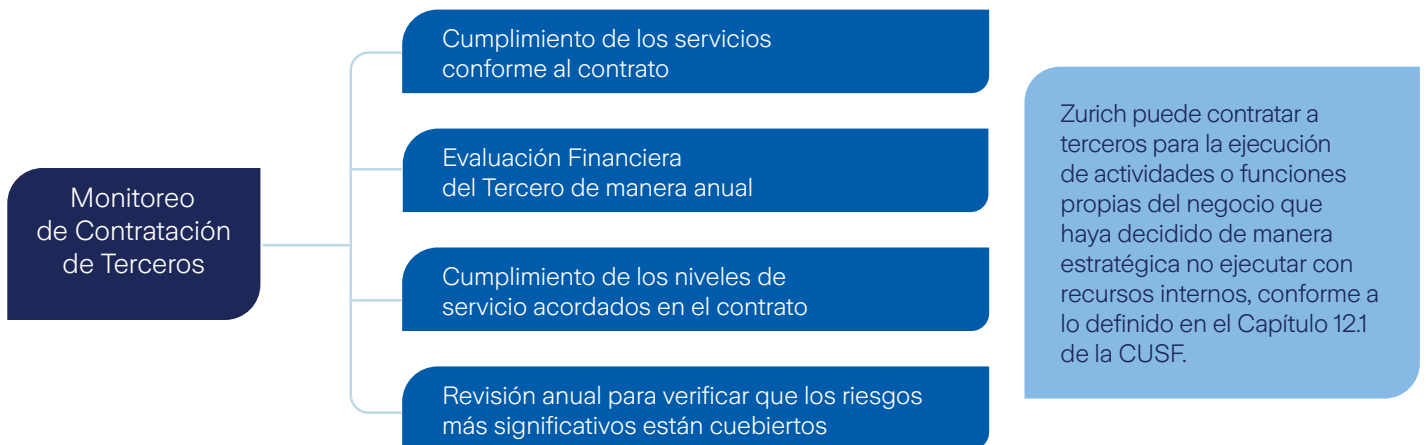 Monitoreo
de Contratación
de Terceros
Cumplimiento de los servicios
conforme al contrato
Evaluación Financiera
del Tercero de manera anual
Cumplimiento de los niveles de
servicio acordados en el contrato
Revisión anual para verificar que los riesgos
más significativos están cuebiertos
Zurich puede contratar a
terceros para la ejecución
de actividades o funciones
propias del negocio que
haya decidido de manera
estratégica no ejecutar con
recursos internos, conforme a
lo definido en el Capítulo 12.1
de la CUSF.